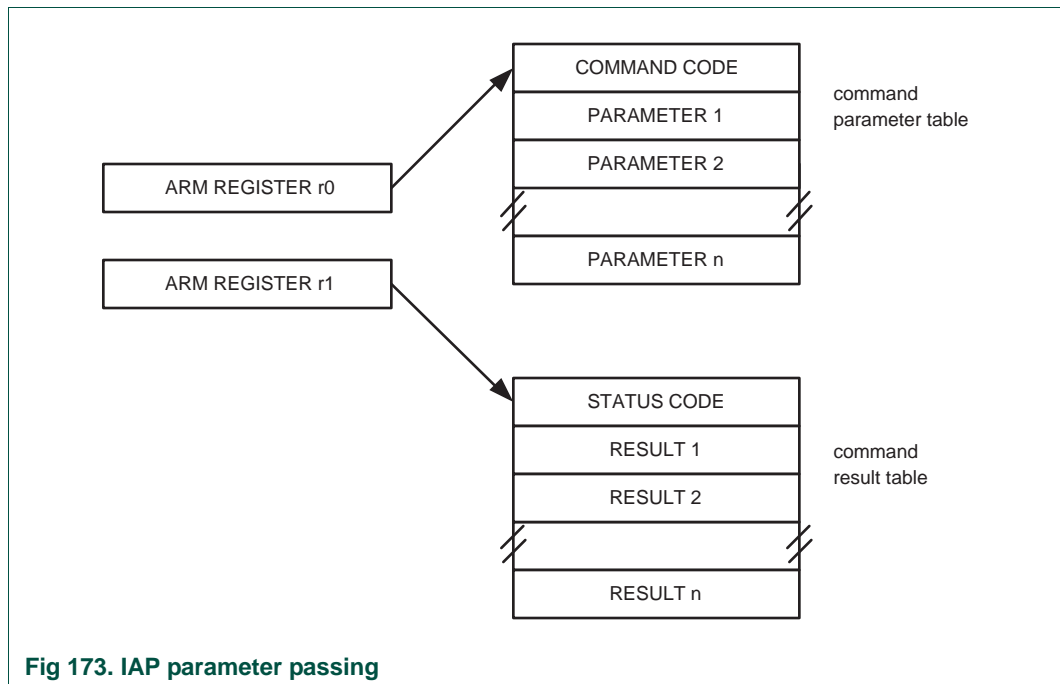 COMMAND CODE
PARAMETER 1
PARAMETER 2
PARAMETER n
command
parameter table
ARM REGISTER r0
ARM REGISTER r1
STATUS CODE
RESULT 1
RESULT 2
RESULT n
command
result table
Fig 173. IAP parameter passing